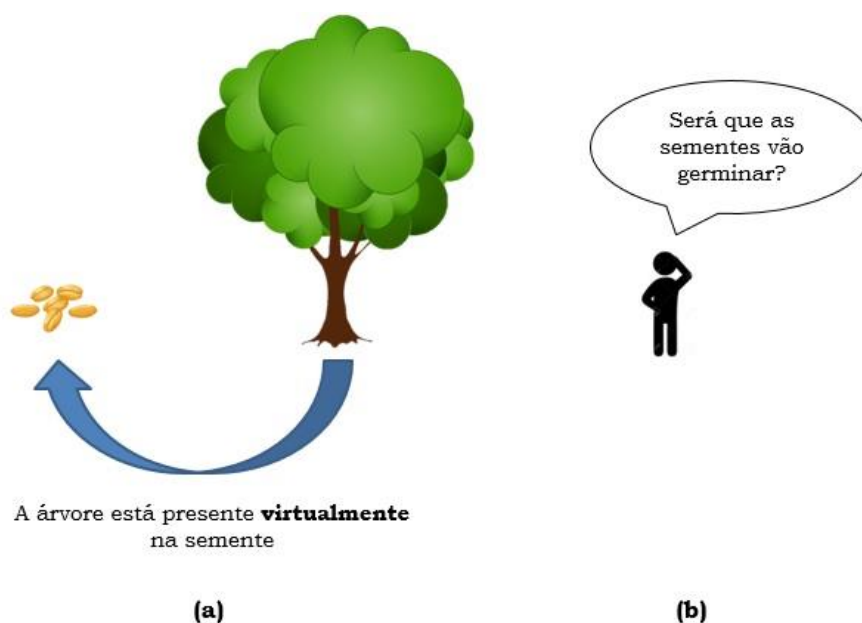 Será que as
sementes vão
germinar?
A árvore está presente virtualmente
na semente
(a)
(b)